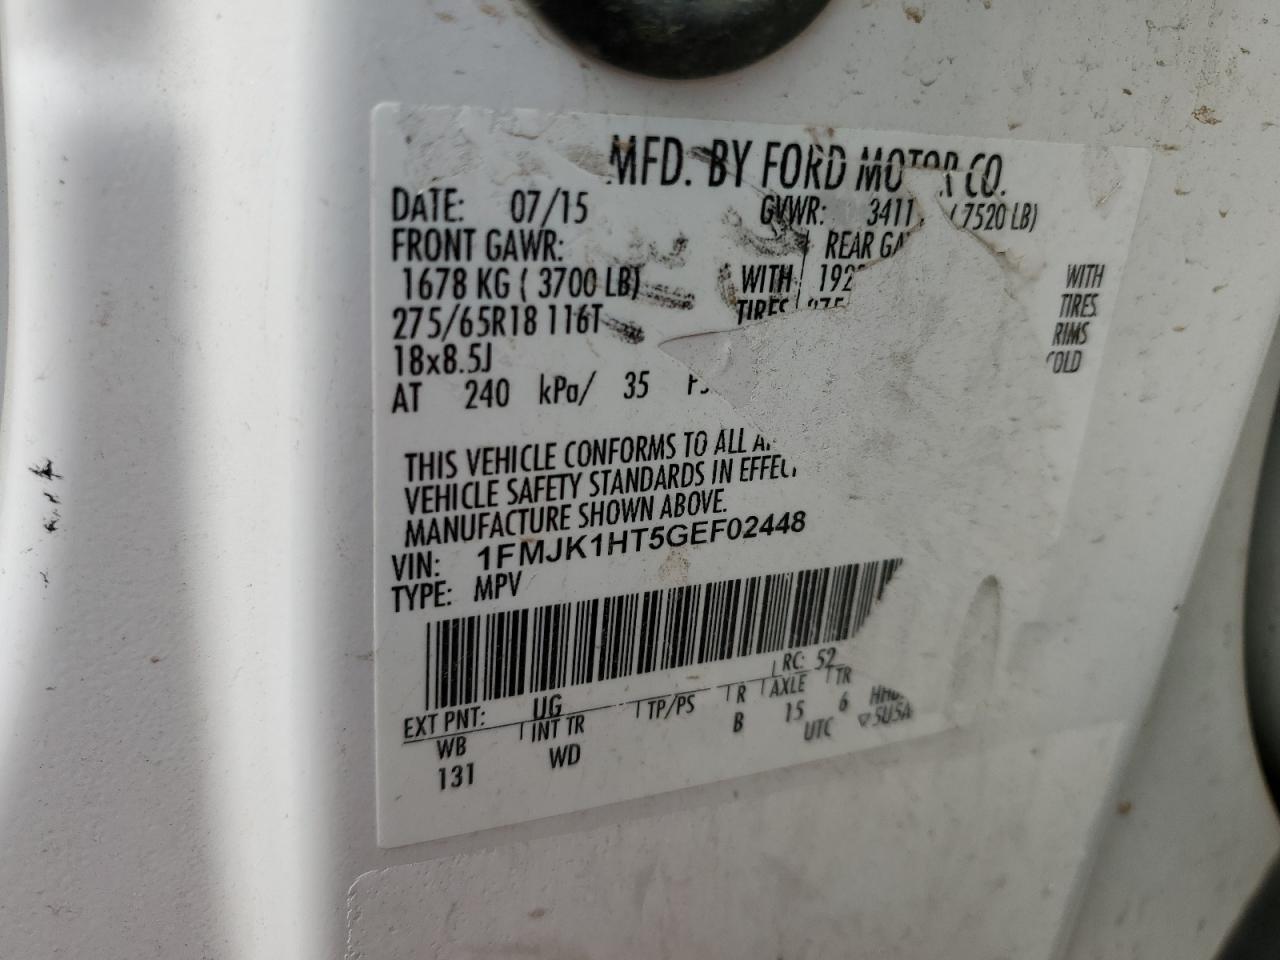 MFD. BY FORD MOTOR CO.
DATE: 07/15 GVWR: 3411 (7520 LB)
FRONT GAWR: REAR
1678 KG ( 3700 LB) WITH WITH
275/65R18 116T TIRES TIRES
18x8.5J RIMS
AT 240 kPa/ 35 COLD
THIS VEHICLE CONFORMS TO ALL
VEHICLE SAFETY STANDARDS IN EFFECT
MANUFACTURE SHOWN ABOVE.
VIN: 1FMJK1HT5GEF02448
TYPE: MPV
RC: 52
EXT PNT: UG
WB INT TR TP/PS R AXLE TR
131 WD B 15 6
UTC